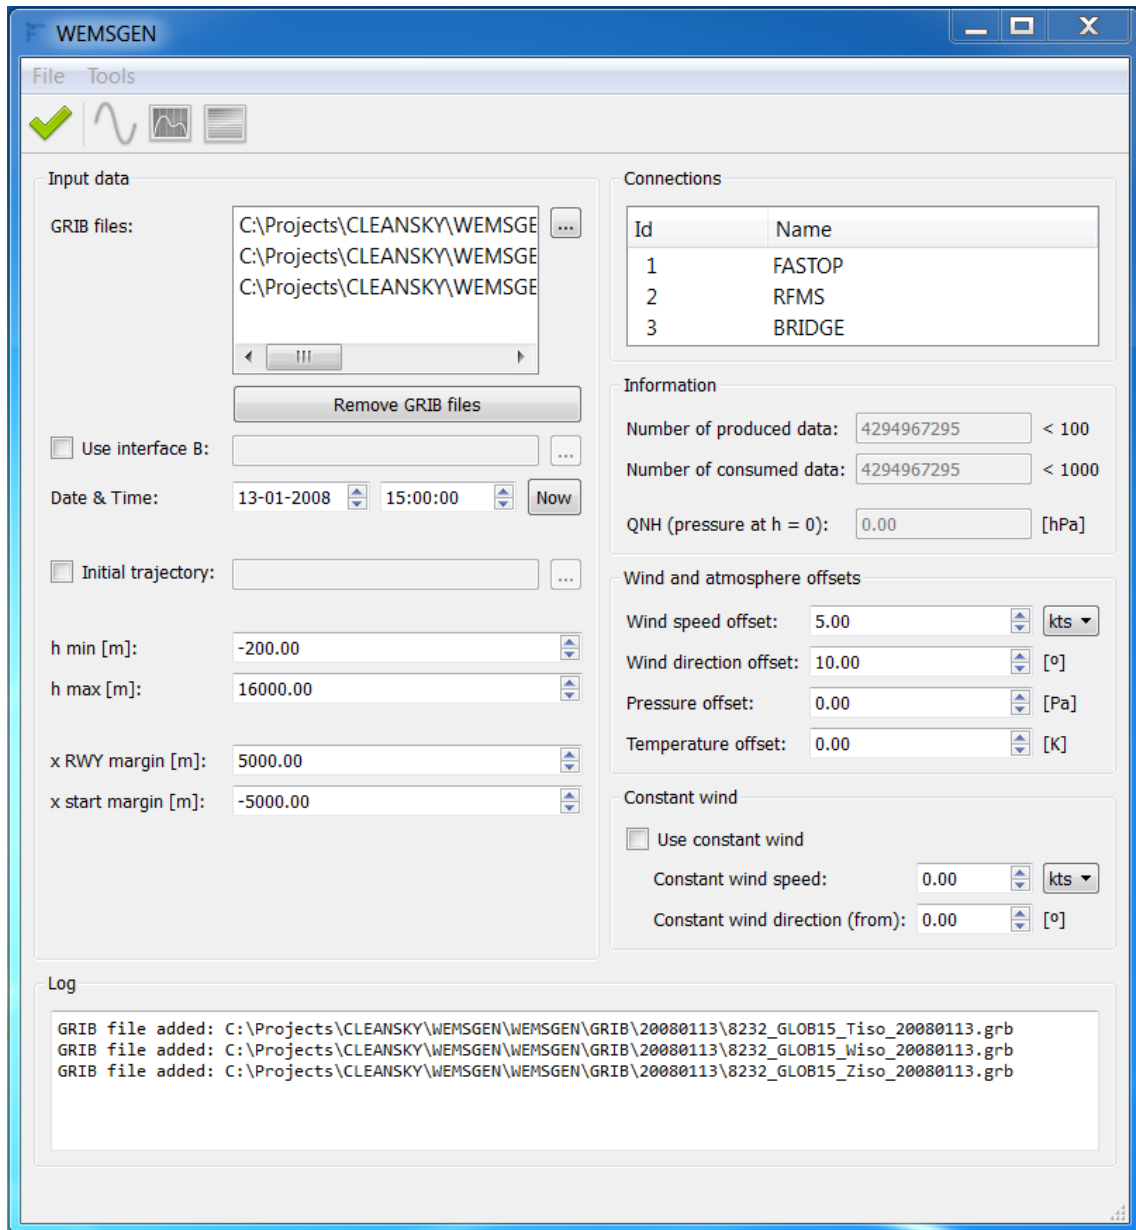 WEMSGEN
File Tools
Input data
GRIB files:
C:\Projects\CLEANSKY\WEMSGE
...
C:\Projects\CLEANSKY\WEMSGE
C:\Projects\CLEANSKY\WEMSGE
Remove GRIB files
Use interface B:
...
Date & Time:
13-01-2008
15:00:00
Now
Initial trajectory:
...
h min [m]:
-200.00
h max [m]:
16000.00
x RWY margin [m]:
5000.00
x start margin [m]:
-5000.00
Connections
Id Name
1 FASTOP
2 RFMS
3 BRIDGE
Information
Number of produced data: 4294967295 < 100
Number of consumed data: 4294967295 < 1000
QNH (pressure at h = 0): 0.00 [hPa]
Wind and atmosphere offsets
Wind speed offset: 5.00 kts
Wind direction offset: 10.00 [º]
Pressure offset: 0.00 [Pa]
Temperature offset: 0.00 [K]
Constant wind
Use constant wind
Constant wind speed: 0.00 kts
Constant wind direction (from): 0.00 [º]
Log
GRIB file added: C:\Projects\CLEANSKY\WEMSGEN\WEMSGEN\GRIB\20080113\8232_GLOB15_Tiso_20080113.grb
GRIB file added: C:\Projects\CLEANSKY\WEMSGEN\WEMSGEN\GRIB\20080113\8232_GLOB15_Wiso_20080113.grb
GRIB file added: C:\Projects\CLEANSKY\WEMSGEN\WEMSGEN\GRIB\20080113\8232_GLOB15_Ziso_20080113.grb